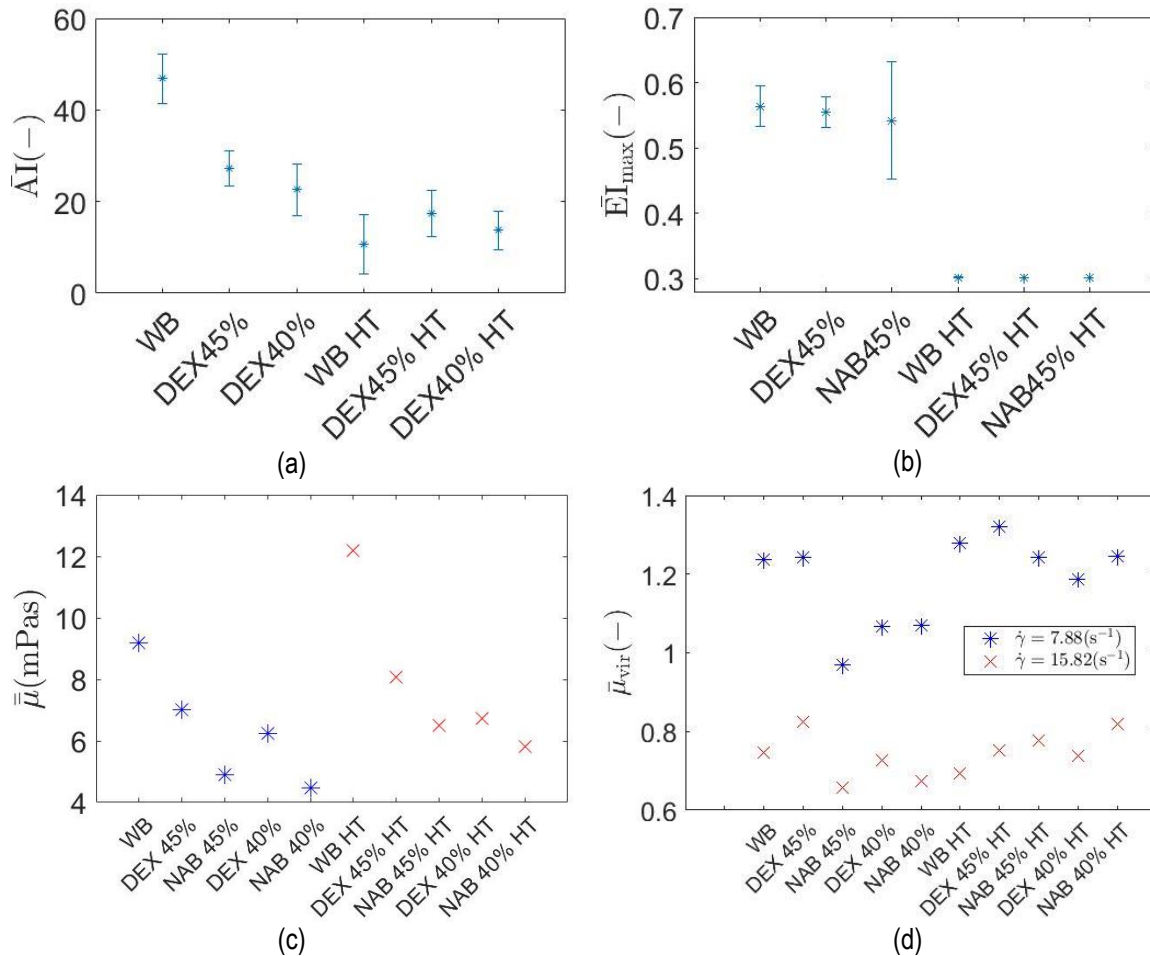 60
40
20
0
ĀI(−)
WB
DEX45%
DEX40%
WB HT
DEX45% HT
DEX40% HT
(a)
0.7
0.6
0.5
0.4
0.3
ĒI_max(−)
WB
DEX45%
NAB45%
WB HT
DEX45% HT
NAB45% HT
(b)
14
12
10
8
6
4
μ̿(mPas)
WB
DEX 45%
NAB 45%
DEX 40%
NAB 40%
WB HT
DEX 45% HT
NAB 45% HT
DEX 40% HT
NAB 40% HT
(c)
1.4
1.2
1
0.8
0.6
μ̄_vir(−)
γ̇ = 7.88(s⁻¹)
γ̇ = 15.82(s⁻¹)
WB
DEX 45%
NAB 45%
DEX 40%
NAB 40%
WB HT
DEX 45% HT
NAB 45% HT
DEX 40% HT
NAB 40% HT
(d)